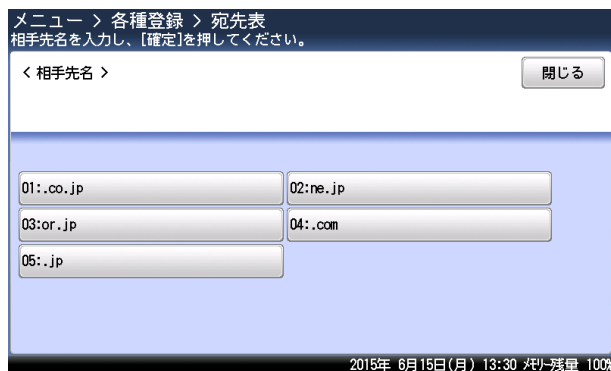 メニュー > 各種登録 > 宛先表
相手先名を入力し、[確定]を押してください。
< 相手先名 >
閉じる
01:.co.jp
02:ne.jp
03:or.jp
04:.com
05:.jp
2015年 6月15日(月) 13:30 ﾒﾓﾘｰ残量 100%